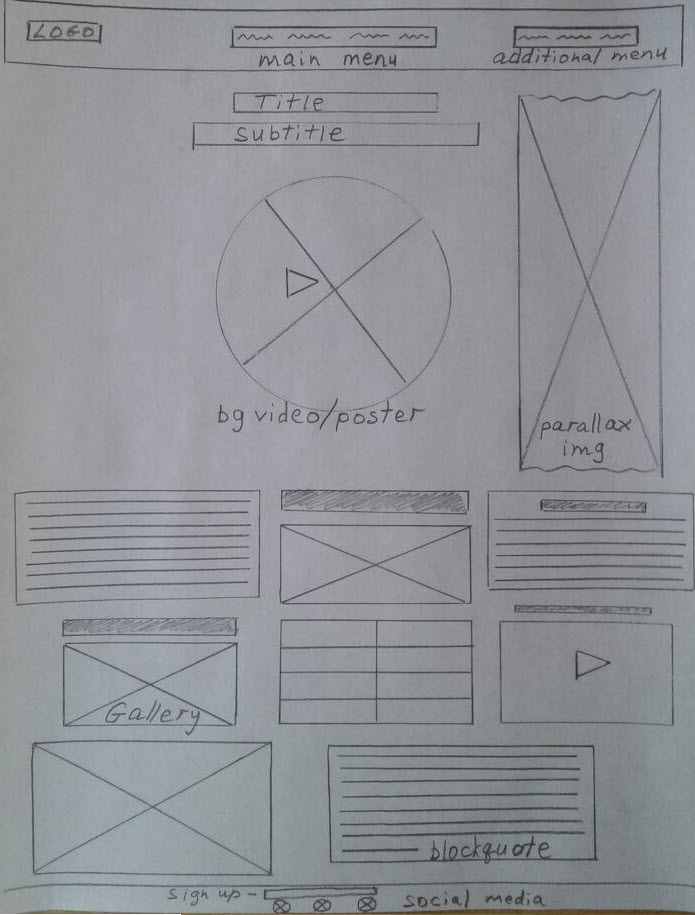 LOGO
main menu
additional menu
Title
subtitle
bg video/poster
parallax
img
Gallery
blockquote
sign up -
social media